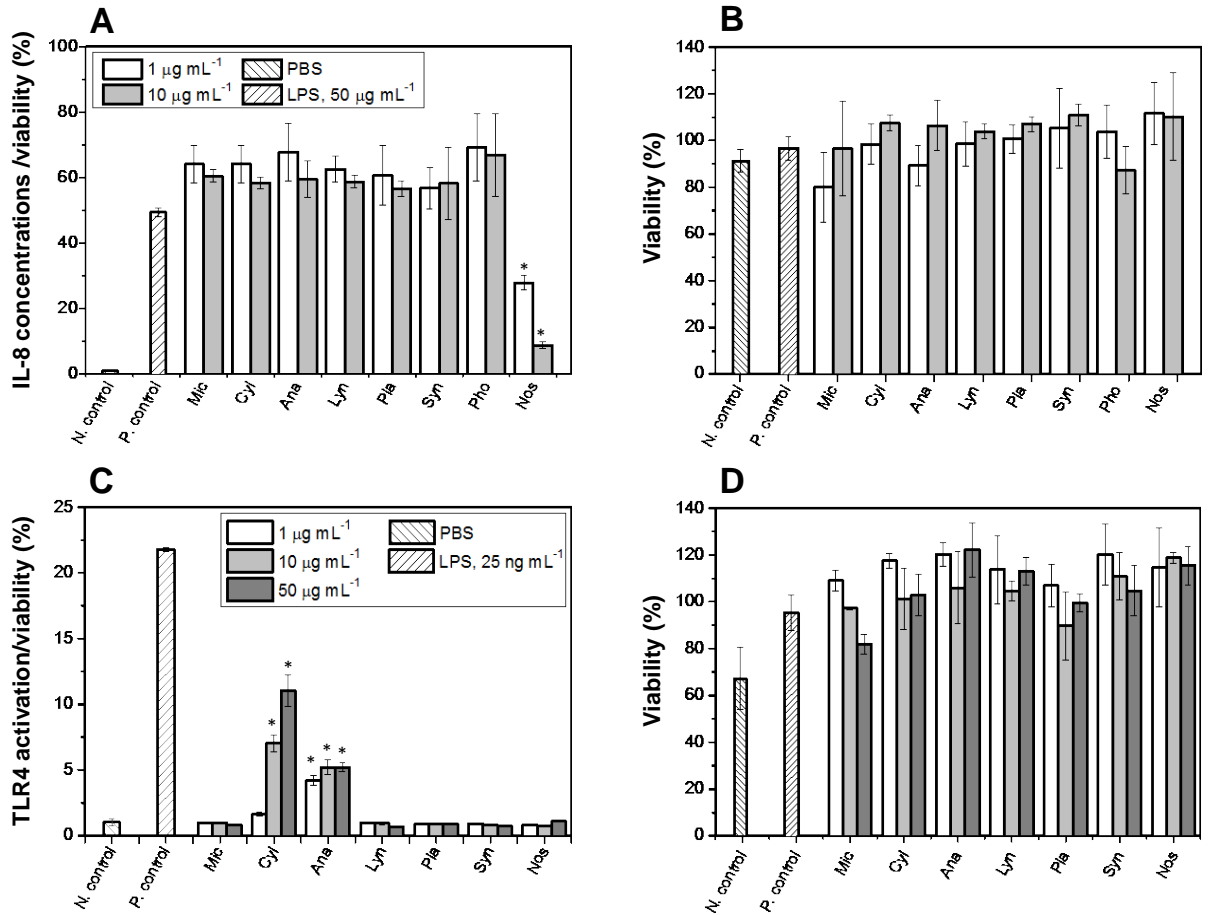 A
IL-8 concentrations /viability (%)
100
80
60
40
20
0
1 µg mL⁻¹
10 µg mL⁻¹
PBS
LPS, 50 µg mL⁻¹
*
*
N. control
P. control
Mic
Cyl
Ana
Lyn
Pla
Syn
Pho
Nos
B
Viability (%)
140
120
100
80
60
40
20
0
N. control
P. control
Mic
Cyl
Ana
Lyn
Pla
Syn
Pho
Nos
C
TLR4 activation/viability (%)
25
20
15
10
5
0
1 µg mL⁻¹
10 µg mL⁻¹
50 µg mL⁻¹
PBS
LPS, 25 ng mL⁻¹
*
*
*
*
*
N. control
P. control
Mic
Cyl
Ana
Lyn
Pla
Syn
Nos
D
Viability (%)
140
120
100
80
60
40
20
0
N. control
P. control
Mic
Cyl
Ana
Lyn
Pla
Syn
Nos